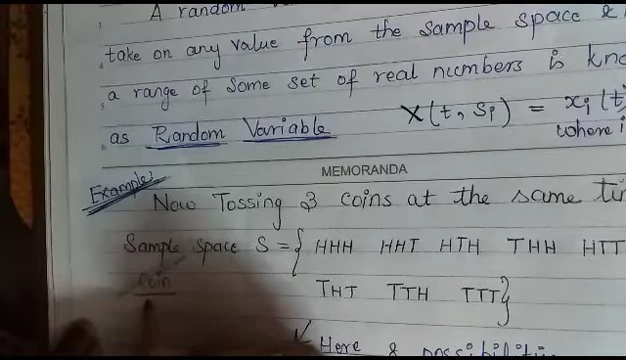 A random
take on any value from the sample space &
a range of some set of real numbers is
as Random Variable X(t, Si) = xi(t)
where i
MEMORANDA
Example:
Now Tossing 3 coins at the same
Sample space S = { HHH HHT HTH THH HTT
coin THT TTH TTT}
Here 8 possibilities